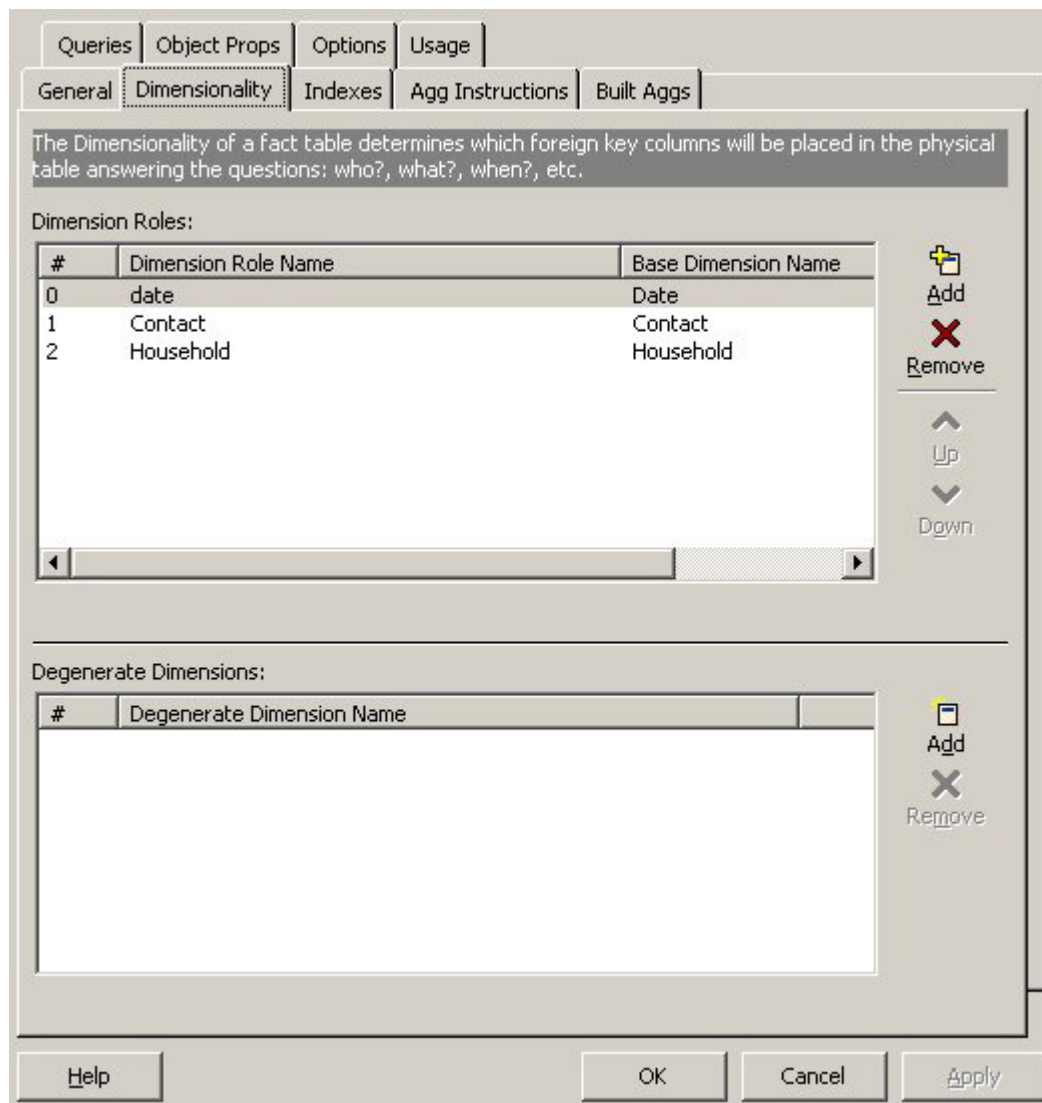 Queries Object Props Options Usage
General Dimensionality Indexes Agg Instructions Built Aggs
The Dimensionality of a fact table determines which foreign key columns will be placed in the physical
table answering the questions: who?, what?, when?, etc.
Dimension Roles:
# Dimension Role Name Base Dimension Name
0 date Date
1 Contact Contact
2 Household Household
Add
Remove
Up
Down
Degenerate Dimensions:
# Degenerate Dimension Name
Add
Remove
Help OK Cancel Apply